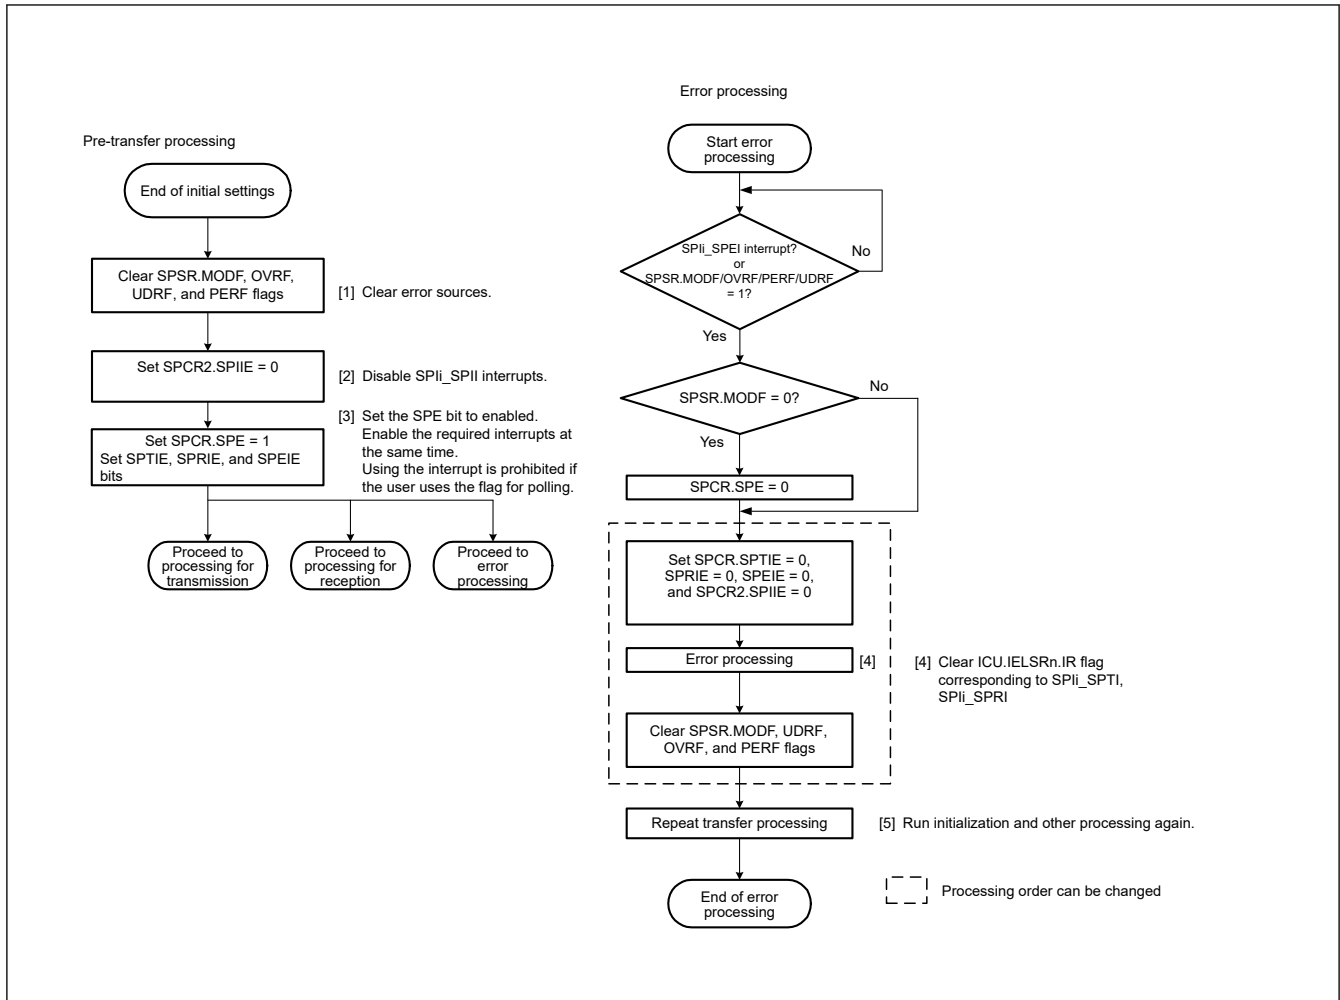 Pre-transfer processing
End of initial settings
Clear SPSR.MODF, OVRF,
UDRF, and PERF flags
[1] Clear error sources.
Set SPCR2.SPIIE = 0
[2] Disable SPIi_SPII interrupts.
Set SPCR.SPE = 1
Set SPTIE, SPRIE, and SPEIE
bits
[3] Set the SPE bit to enabled.
Enable the required interrupts at
the same time.
Using the interrupt is prohibited if
the user uses the flag for polling.
Proceed to
processing for
transmission
Proceed to
processing for
reception
Proceed to
error
processing
Error processing
Start error
processing
SPIi_SPEI interrupt?
or
SPSR.MODF/OVRF/PERF/UDRF
= 1?
No
Yes
SPSR.MODF = 0?
No
Yes
SPCR.SPE = 0
Set SPCR.SPTIE = 0,
SPRIE = 0, SPEIE = 0,
and SPCR2.SPIIE = 0
Error processing
[4]
[4] Clear ICU.IELSRn.IR flag
corresponding to SPIi_SPTI,
SPIi_SPRI
Clear SPSR.MODF, UDRF,
OVRF, and PERF flags
Repeat transfer processing
[5] Run initialization and other processing again.
End of error
processing
Processing order can be changed